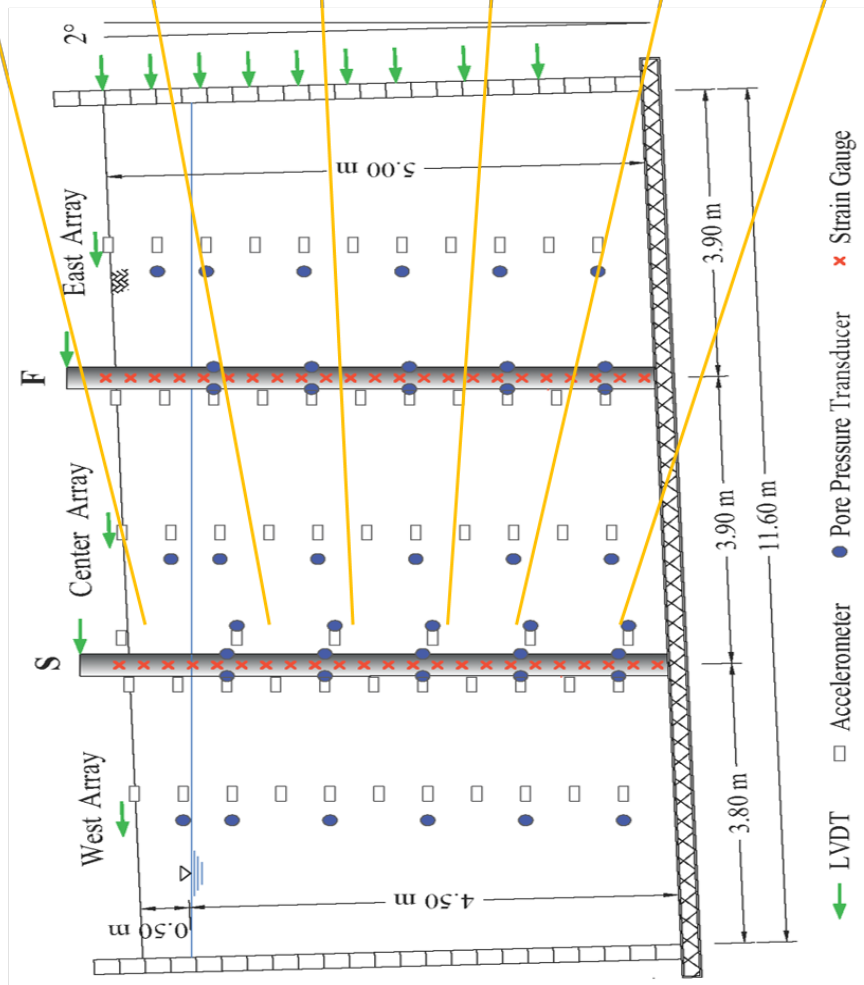 2°
5.00 m
East Array
F
Center Array
S
West Array
0.50 m
4.50 m
3.90 m
3.90 m
3.80 m
11.60 m
LVDT
Accelerometer
Pore Pressure Transducer
Strain Gauge